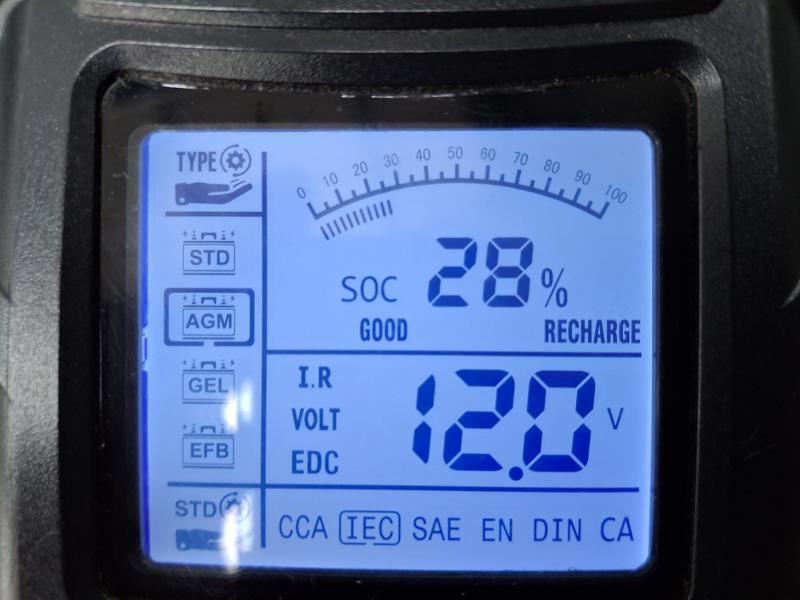 TYPE
0 10 20 30 40 50 60 70 80 90 100
STD
SOC 28%
AGM
GOOD RECHARGE
GEL
I.R
VOLT 12.0 V
EFB
EDC
STD
CCA IEC SAE EN DIN CA